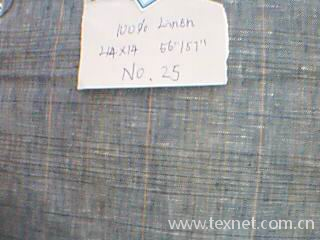 100% Linen
14x14 56"/57"
No. 25
www.texnet.com.cn